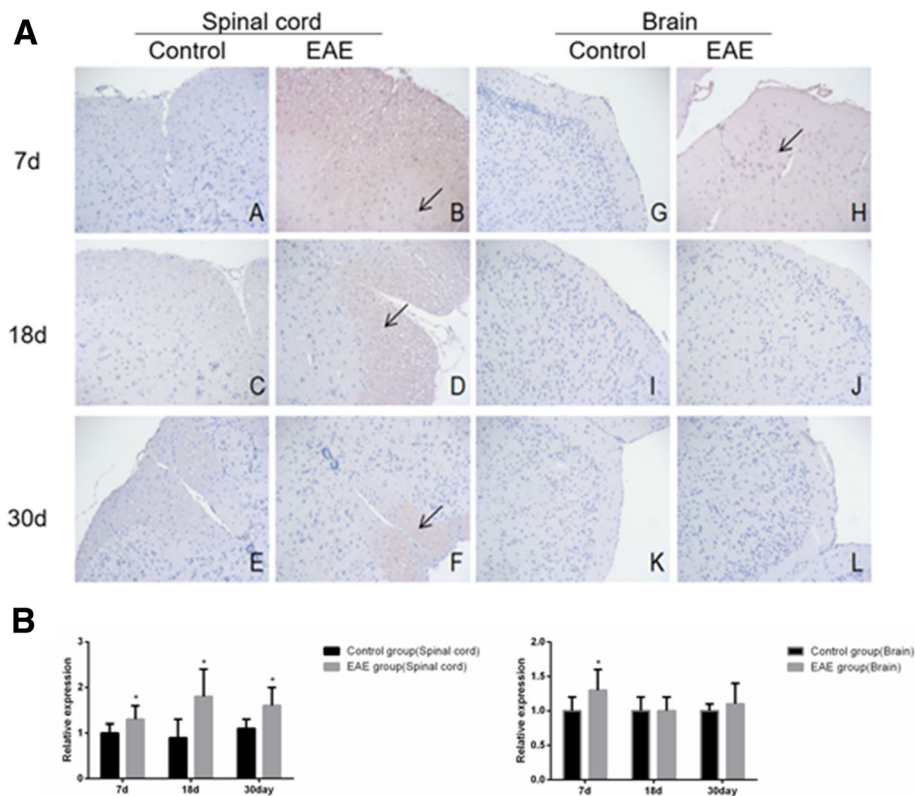 A
Spinal cord
Brain
Control
EAE
Control
EAE
7d
A
B
G
H
18d
C
D
I
J
30d
E
F
K
L
B
3
2
1
0
Relative expression
7d
18d
30day
*
*
*
Control group(Spinal cord)
EAE group(Spinal cord)
2.0
1.5
1.0
0.5
0.0
Relative expression
7d
18d
30day
*
Control group(Brain)
EAE group(Brain)